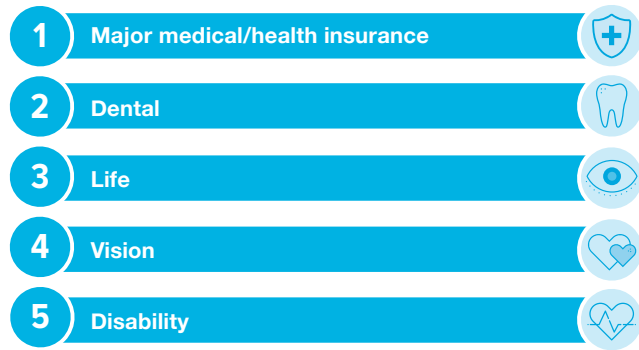 1 Major medical/health insurance
2 Dental
3 Life
4 Vision
5 Disability